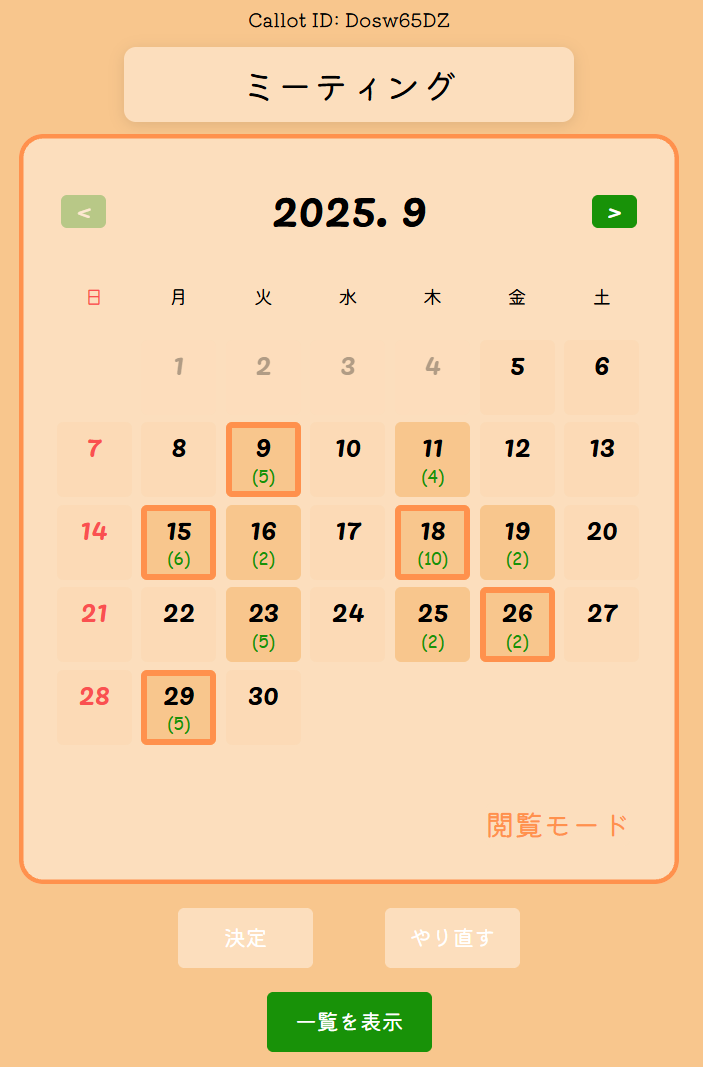 Callot ID: Dosw65DZ
ミーティング
< 2025. 9 >
日 月 火 水 木 金 土
1 2 3 4 5 6
7 8 9 10 11 12 13
(5) (4)
14 15 16 17 18 19 20
(6) (2) (10) (2)
21 22 23 24 25 26 27
(5) (2) (2)
28 29 30
(5)
閲覧モード
決定 やり直す
一覧を表示